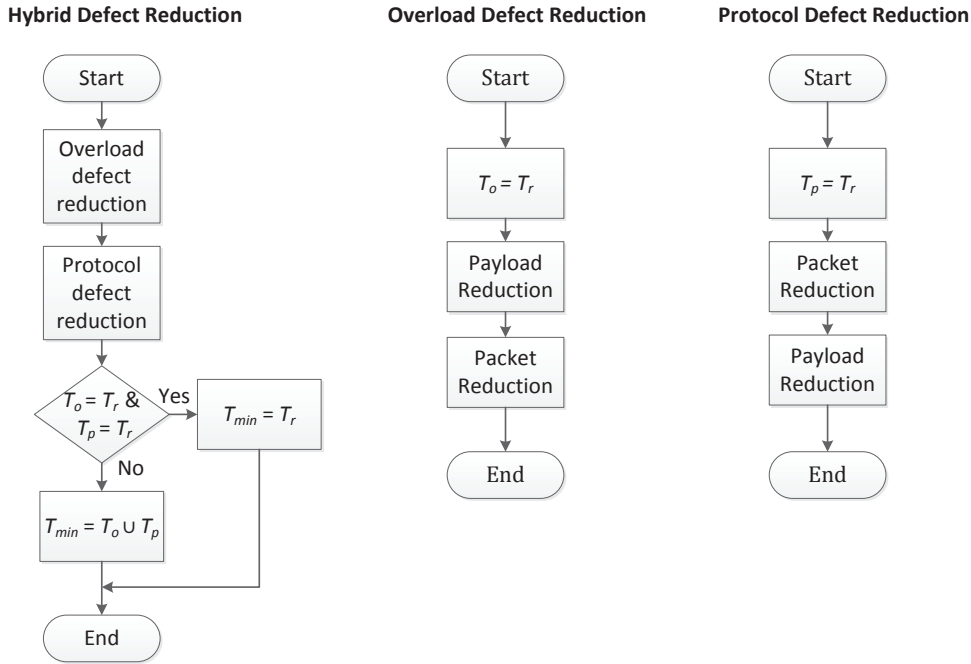 Hybrid Defect Reduction
Start
Overload
defect
reduction
Protocol
defect
reduction
To = Tr &
Tp = Tr
Yes
Tmin = Tr
No
Tmin = To ∪ Tp
End
Overload Defect Reduction
Start
To = Tr
Payload
Reduction
Packet
Reduction
End
Protocol Defect Reduction
Start
Tp = Tr
Packet
Reduction
Payload
Reduction
End